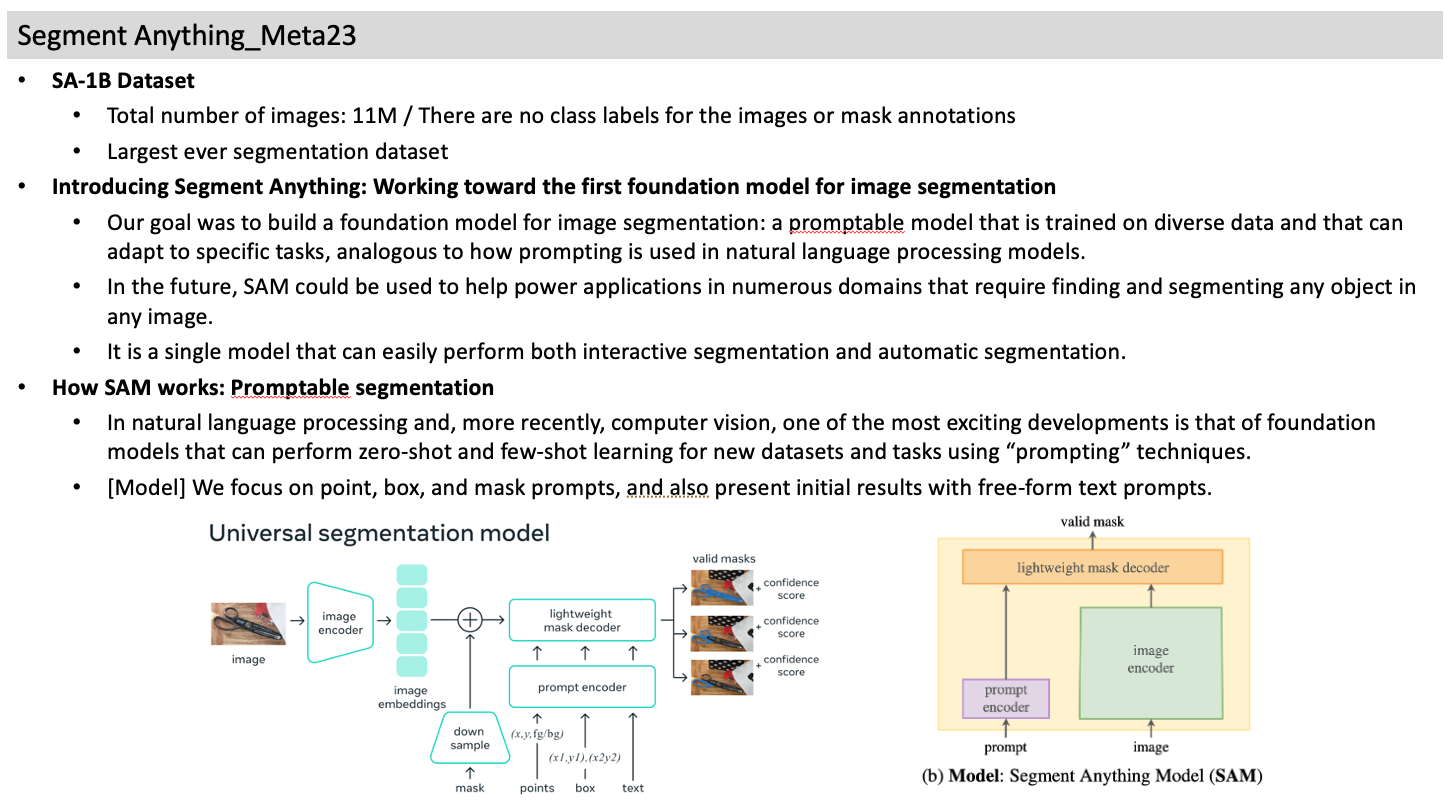 Segment Anything_Meta23
• SA-1B Dataset
• Total number of images: 11M / There are no class labels for the images or mask annotations
• Largest ever segmentation dataset
• Introducing Segment Anything: Working toward the first foundation model for image segmentation
• Our goal was to build a foundation model for image segmentation: a promptable model that is trained on diverse data and that can
adapt to specific tasks, analogous to how prompting is used in natural language processing models.
• In the future, SAM could be used to help power applications in numerous domains that require finding and segmenting any object in
any image.
• It is a single model that can easily perform both interactive segmentation and automatic segmentation.
• How SAM works: Promptable segmentation
• In natural language processing and, more recently, computer vision, one of the most exciting developments is that of foundation
models that can perform zero-shot and few-shot learning for new datasets and tasks using “prompting” techniques.
• [Model] We focus on point, box, and mask prompts, and also present initial results with free-form text prompts.
Universal segmentation model
image
image
encoder
image
embeddings
down
sample
mask
lightweight
mask decoder
prompt encoder
(x,y,fg/bg)
(x1,y1),(x2y2)
points
box
text
valid masks
+ confidence
score
+ confidence
score
+ confidence
score
valid mask
lightweight mask decoder
image
encoder
prompt
encoder
prompt
image
(b) Model: Segment Anything Model (SAM)